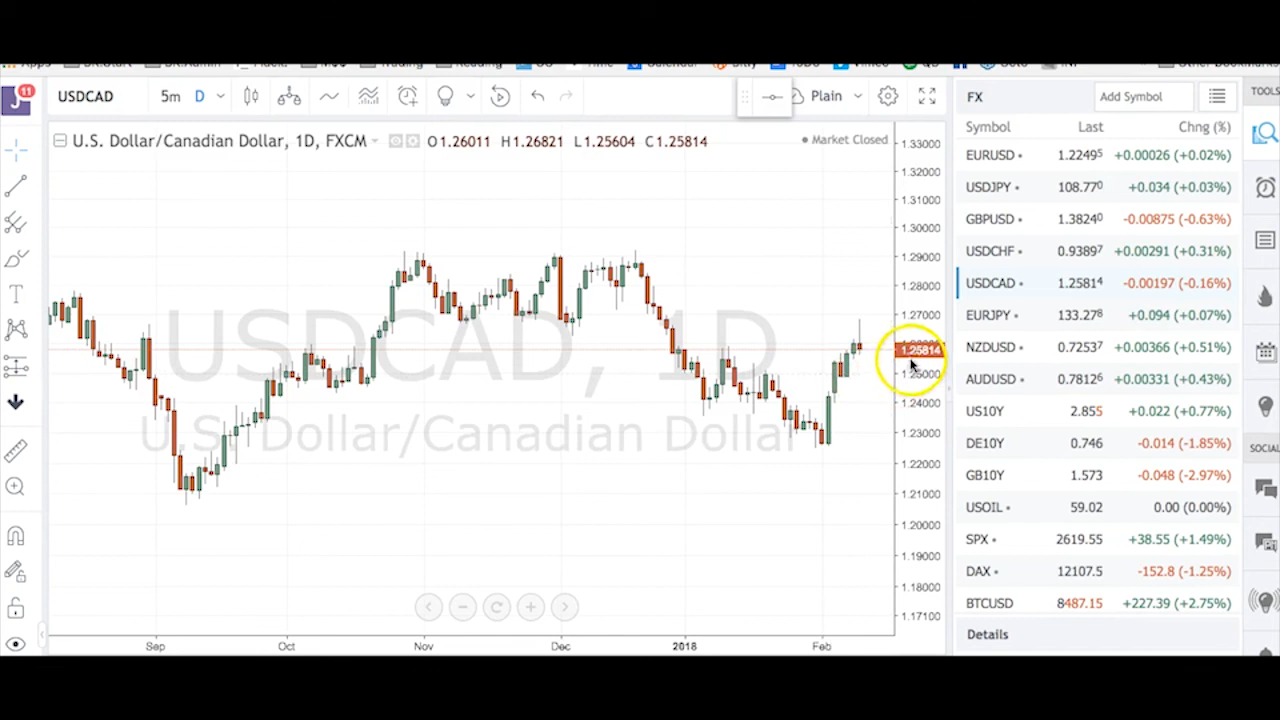 11
USDCAD 5m D Plain
U.S. Dollar/Canadian Dollar, 1D, FXCM O1.26011 H1.26821 L1.25604 C1.25814 Market Closed
USDCAD, 1D
U.S. Dollar/Canadian Dollar
1.33000
1.32000
1.31000
1.30000
1.29000
1.28000
1.27000
1.25814
1.25000
1.24000
1.23000
1.22000
1.21000
1.20000
1.19000
1.18000
1.17100
Sep Oct Nov Dec 2018 Feb
FX Add Symbol
Symbol Last Chng (%)
EURUSD 1.22495 +0.00026 (+0.02%)
USDJPY 108.770 +0.034 (+0.03%)
GBPUSD 1.38240 -0.00875 (-0.63%)
USDCHF 0.93897 +0.00291 (+0.31%)
USDCAD 1.25814 -0.00197 (-0.16%)
EURJPY 133.278 +0.094 (+0.07%)
NZDUSD 0.72537 +0.00366 (+0.51%)
AUDUSD 0.78126 +0.00331 (+0.43%)
US10Y 2.855 +0.022 (+0.77%)
DE10Y 0.746 -0.014 (-1.85%)
GB10Y 1.573 -0.048 (-2.97%)
USOIL 59.02 0.00 (0.00%)
SPX 2619.55 +38.55 (+1.49%)
DAX 12107.5 -152.8 (-1.25%)
BTCUSD 8487.15 +227.39 (+2.75%)
Details
TOOLS
SOCIAL